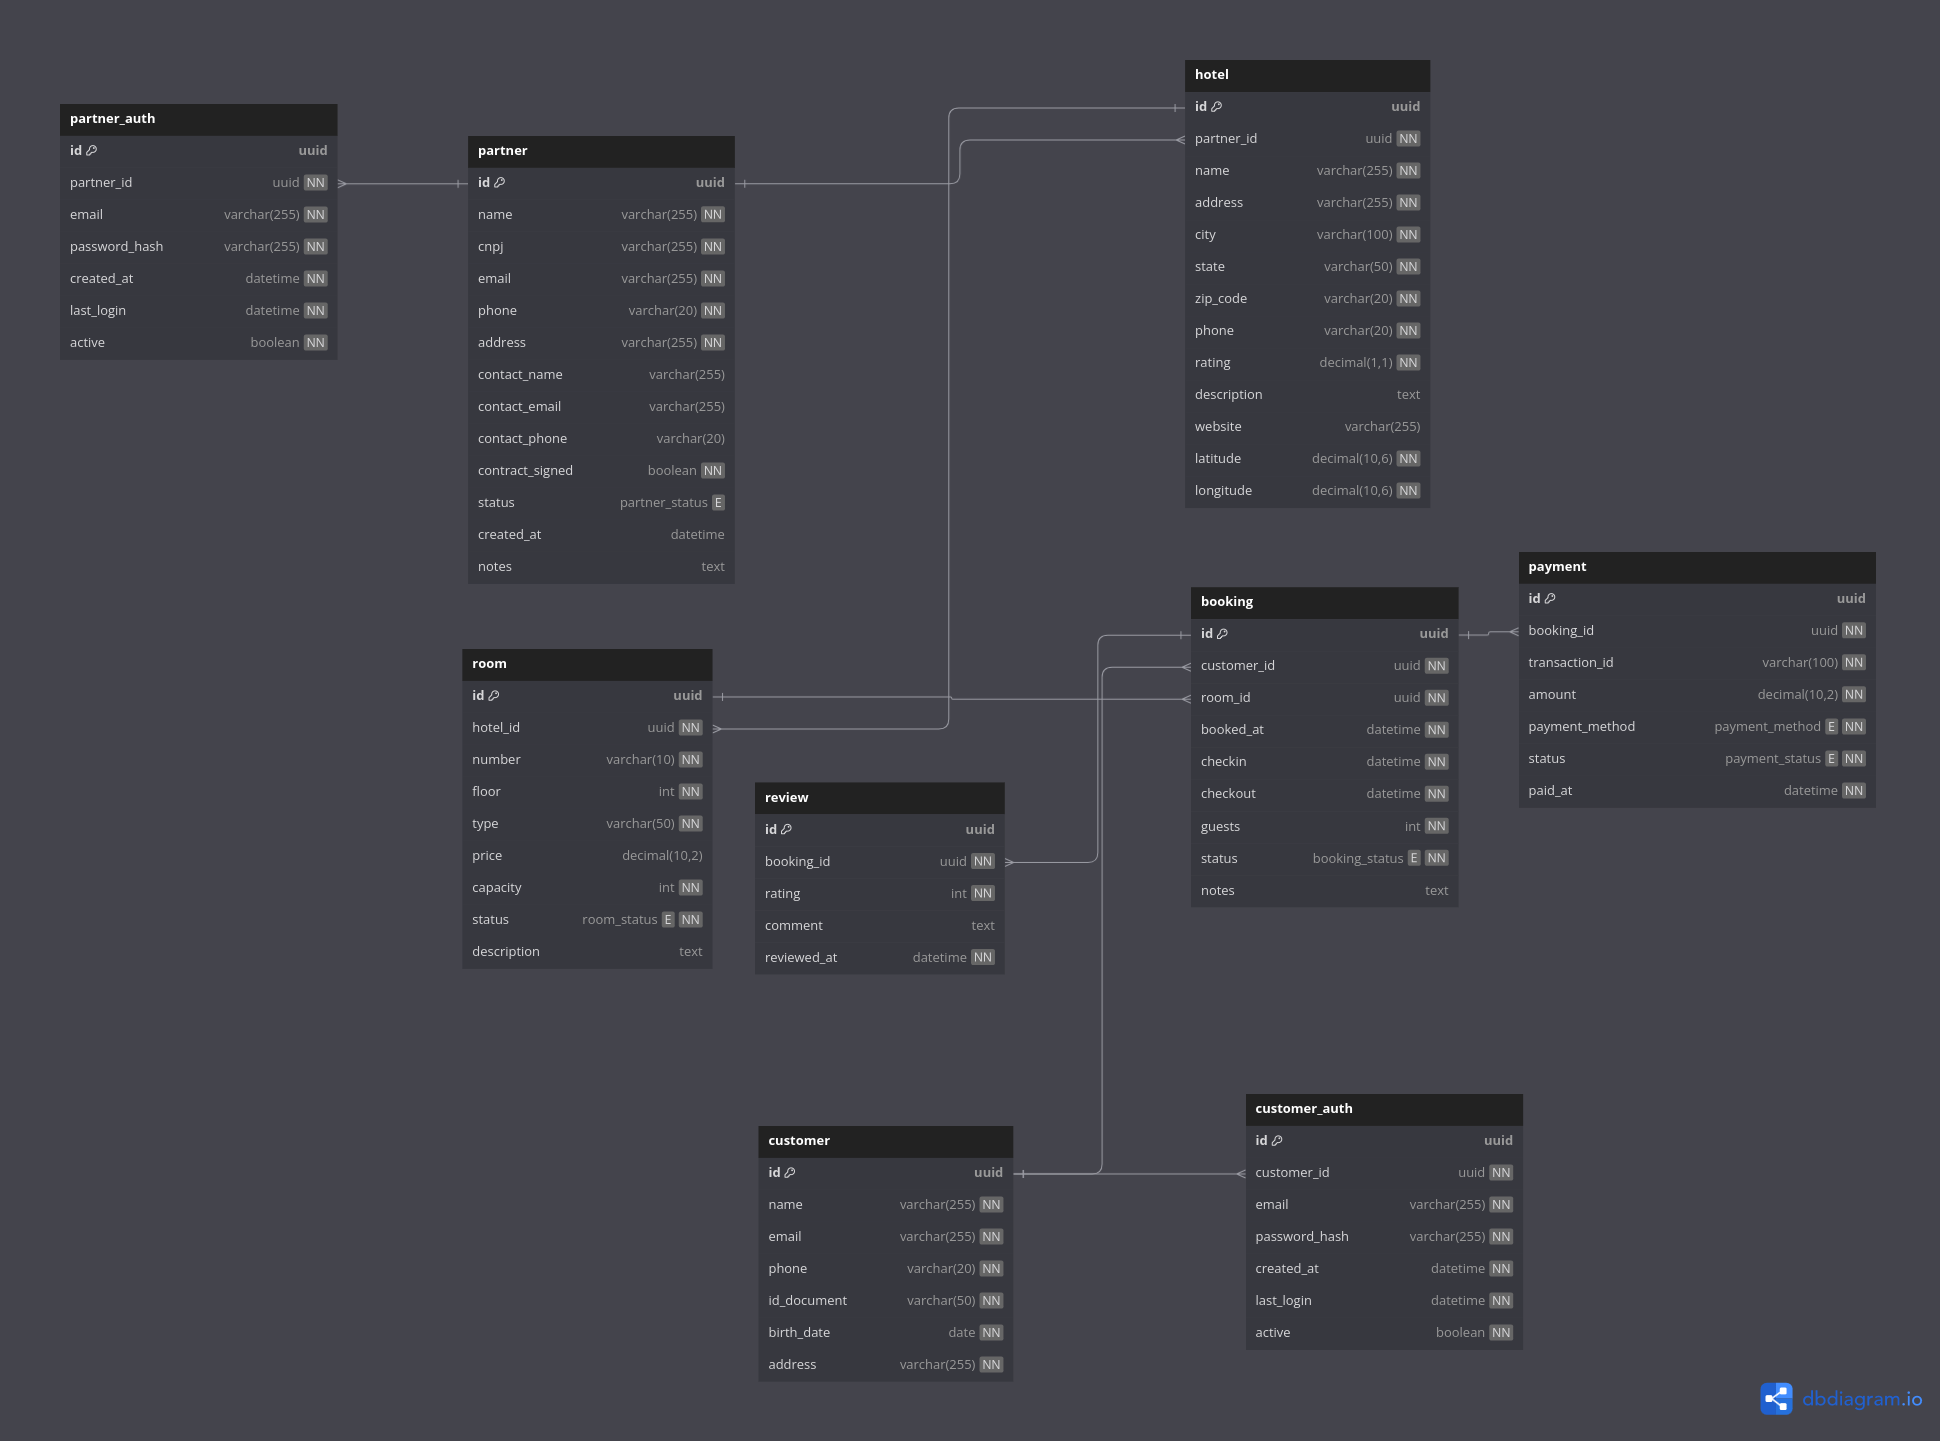 partner_auth
id uuid
partner_id uuid NN
email varchar(255) NN
password_hash varchar(255) NN
created_at datetime NN
last_login datetime NN
active boolean NN
partner
id uuid
name varchar(255) NN
cnpj varchar(255) NN
email varchar(255) NN
phone varchar(20) NN
address varchar(255) NN
contact_name varchar(255)
contact_email varchar(255)
contact_phone varchar(20)
contract_signed boolean NN
status partner_status E
created_at datetime
notes text
hotel
id uuid
partner_id uuid NN
name varchar(255) NN
address varchar(255) NN
city varchar(100) NN
state varchar(50) NN
zip_code varchar(20) NN
phone varchar(20) NN
rating decimal(1,1) NN
description text
website varchar(255)
latitude decimal(10,6) NN
longitude decimal(10,6) NN
payment
id uuid
booking_id uuid NN
transaction_id varchar(100) NN
amount decimal(10,2) NN
payment_method payment_method E NN
status payment_status E NN
paid_at datetime NN
booking
id uuid
customer_id uuid NN
room_id uuid NN
booked_at datetime NN
checkin datetime NN
checkout datetime NN
guests int NN
status booking_status E NN
notes text
room
id uuid
hotel_id uuid NN
number varchar(10) NN
floor int NN
type varchar(50) NN
price decimal(10,2)
capacity int NN
status room_status E NN
description text
review
id uuid
booking_id uuid NN
rating int NN
comment text
reviewed_at datetime NN
customer
id uuid
name varchar(255) NN
email varchar(255) NN
phone varchar(20) NN
id_document varchar(50) NN
birth_date date NN
address varchar(255) NN
customer_auth
id uuid
customer_id uuid NN
email varchar(255) NN
password_hash varchar(255) NN
created_at datetime NN
last_login datetime NN
active boolean NN
dbdiagram.io